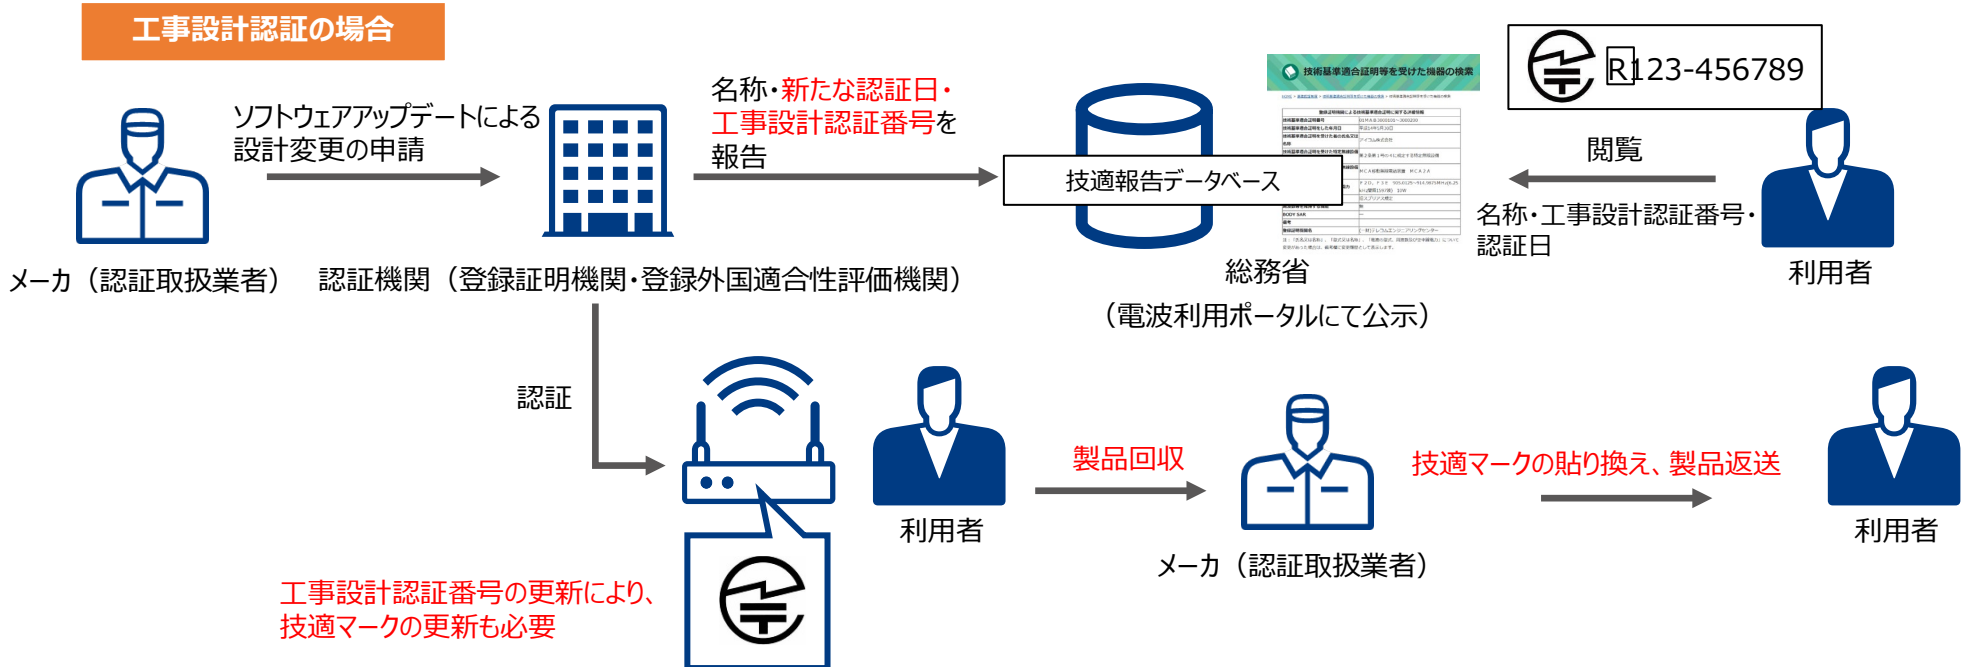 工事設計認証の場合
ソフトウェアアップデートによる
設計変更の申請
名称・新たな認証日・
工事設計認証番号を
報告
技術基準適合証明等を受けた機器の検索
技適報告データベース
R123-456789
閲覧
名称・工事設計認証番号・
認証日
メーカ（認証取扱業者）
認証機関（登録証明機関・登録外国適合性評価機関）
総務省
（電波利用ポータルにて公示）
利用者
認証
利用者
製品回収
メーカ（認証取扱業者）
技適マークの貼り換え、製品返送
利用者
工事設計認証番号の更新により、
技適マークの更新も必要